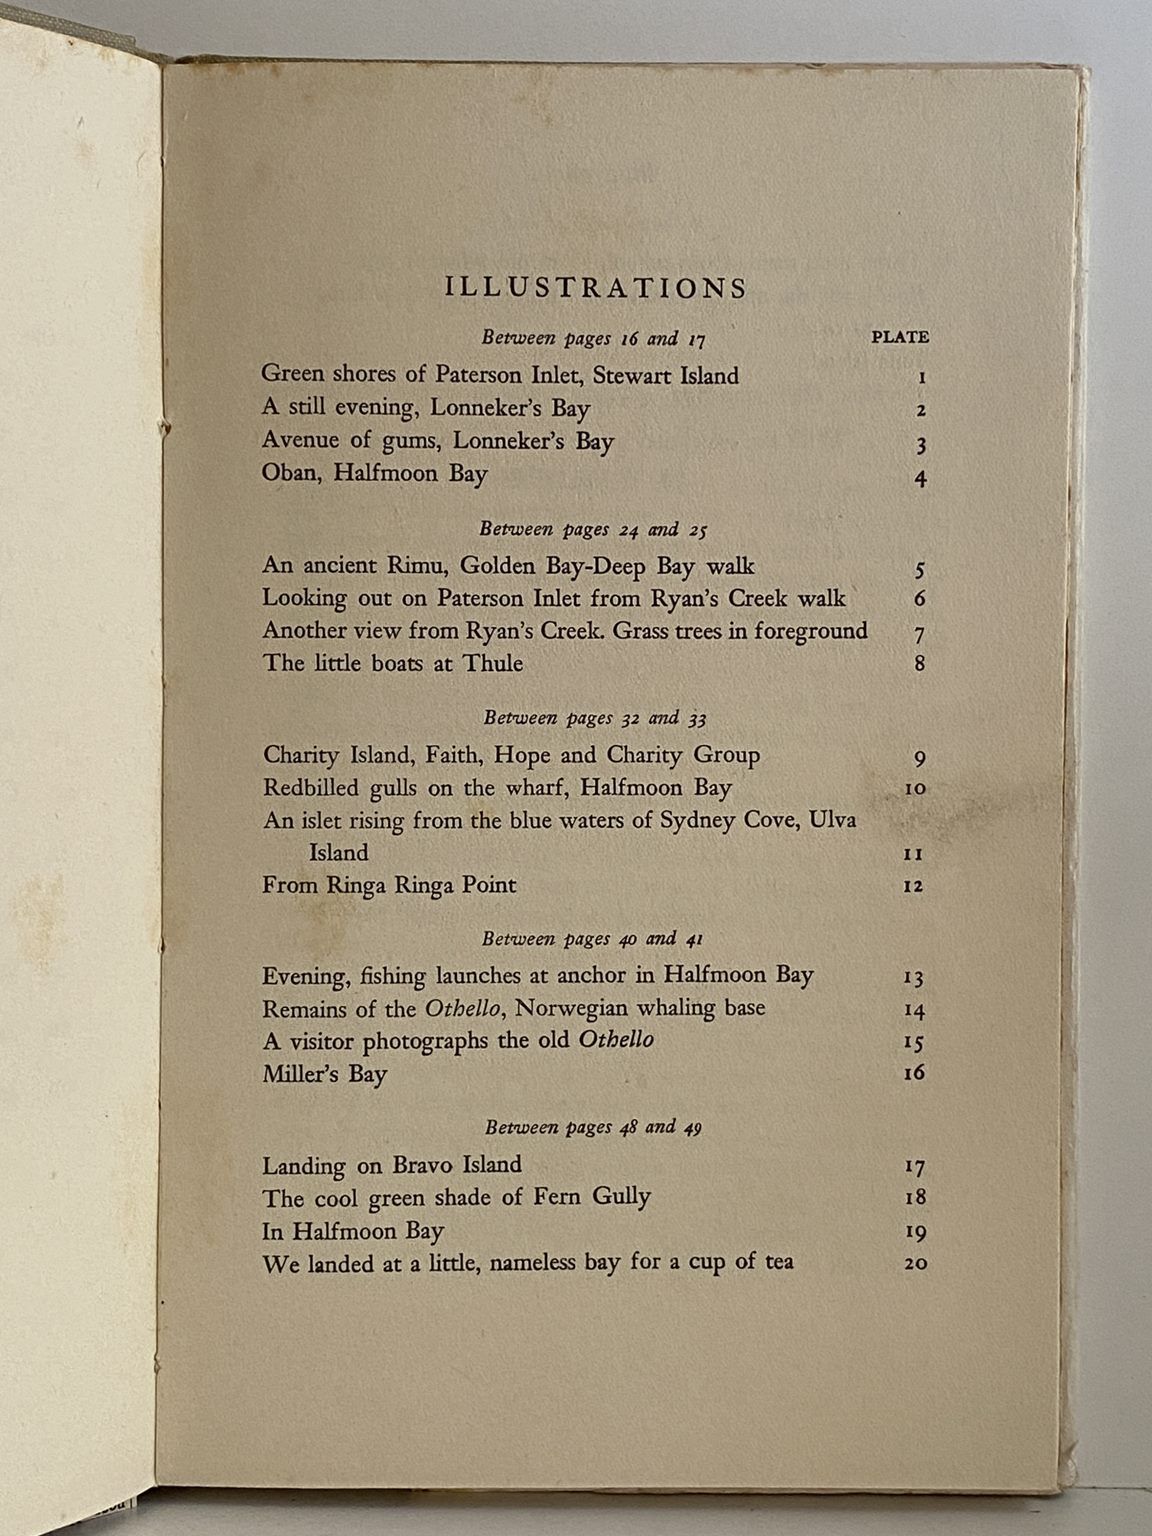 ILLUSTRATIONS
Between pages 16 and 17 PLATE
Green shores of Paterson Inlet, Stewart Island 1
A still evening, Lonneker's Bay 2
Avenue of gums, Lonneker's Bay 3
Oban, Halfmoon Bay 4
Between pages 24 and 25
An ancient Rimu, Golden Bay-Deep Bay walk 5
Looking out on Paterson Inlet from Ryan's Creek walk 6
Another view from Ryan's Creek. Grass trees in foreground 7
The little boats at Thule 8
Between pages 32 and 33
Charity Island, Faith, Hope and Charity Group 9
Redbilled gulls on the wharf, Halfmoon Bay 10
An islet rising from the blue waters of Sydney Cove, Ulva
Island 11
From Ringa Ringa Point 12
Between pages 40 and 41
Evening, fishing launches at anchor in Halfmoon Bay 13
Remains of the Othello, Norwegian whaling base 14
A visitor photographs the old Othello 15
Miller's Bay 16
Between pages 48 and 49
Landing on Bravo Island 17
The cool green shade of Fern Gully 18
In Halfmoon Bay 19
We landed at a little, nameless bay for a cup of tea 20